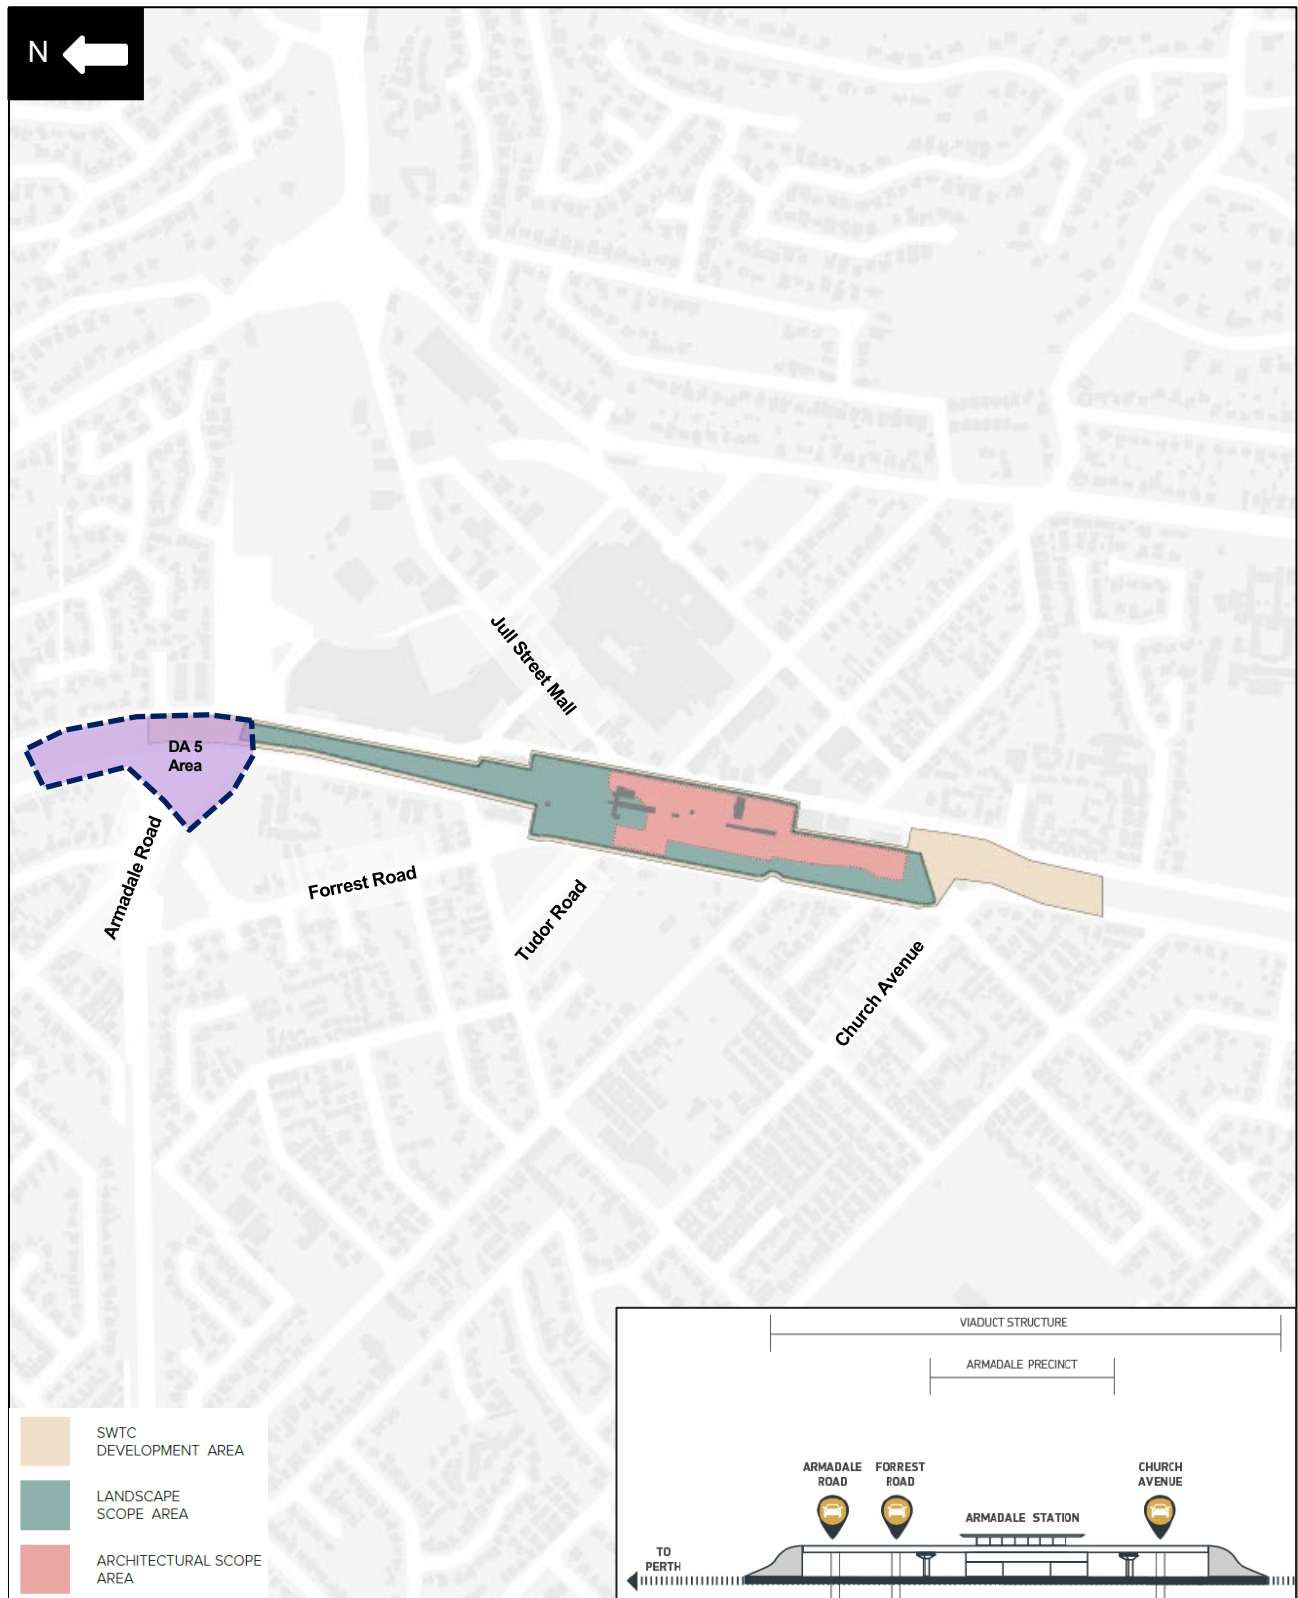 N
Jull Street Mall
DA 5
Area
Armadale Road
Forrest Road
Tudor Road
Church Avenue
SWTC
DEVELOPMENT AREA
LANDSCAPE
SCOPE AREA
ARCHITECTURAL SCOPE
AREA
VIADUCT STRUCTURE
ARMADALE PRECINCT
ARMADALE
ROAD
FORREST
ROAD
CHURCH
AVENUE
ARMADALE STATION
TO
PERTH